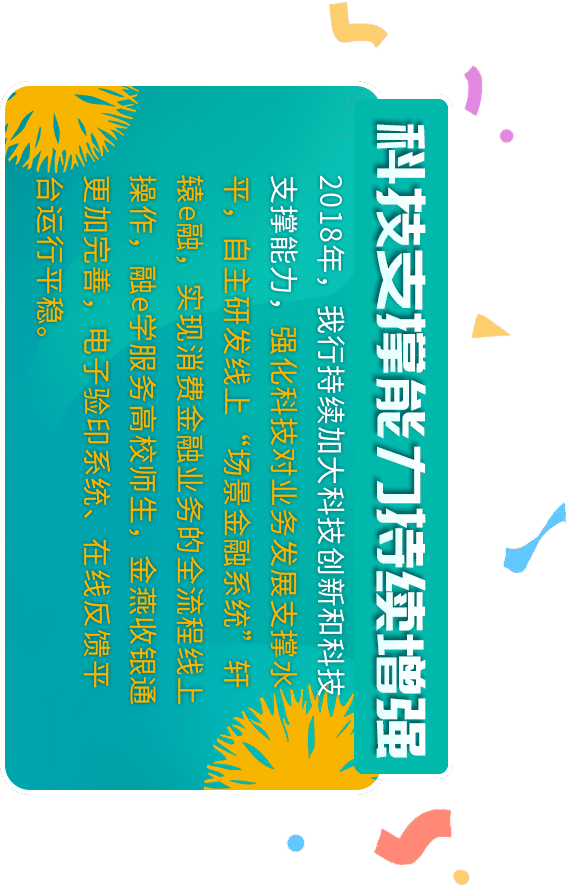 科技支撑能力持续增强
2018年，我行持续加大科技创新和科技
支撑能力，强化科技对业务发展支撑水
平，自主研发线上“场景金融系统”轩
辕e融，实现消费金融业务的全流程线上
操作，融e学服务高校师生，金燕收银通
更加完善，电子验印系统、在线反馈平
台运行平稳。